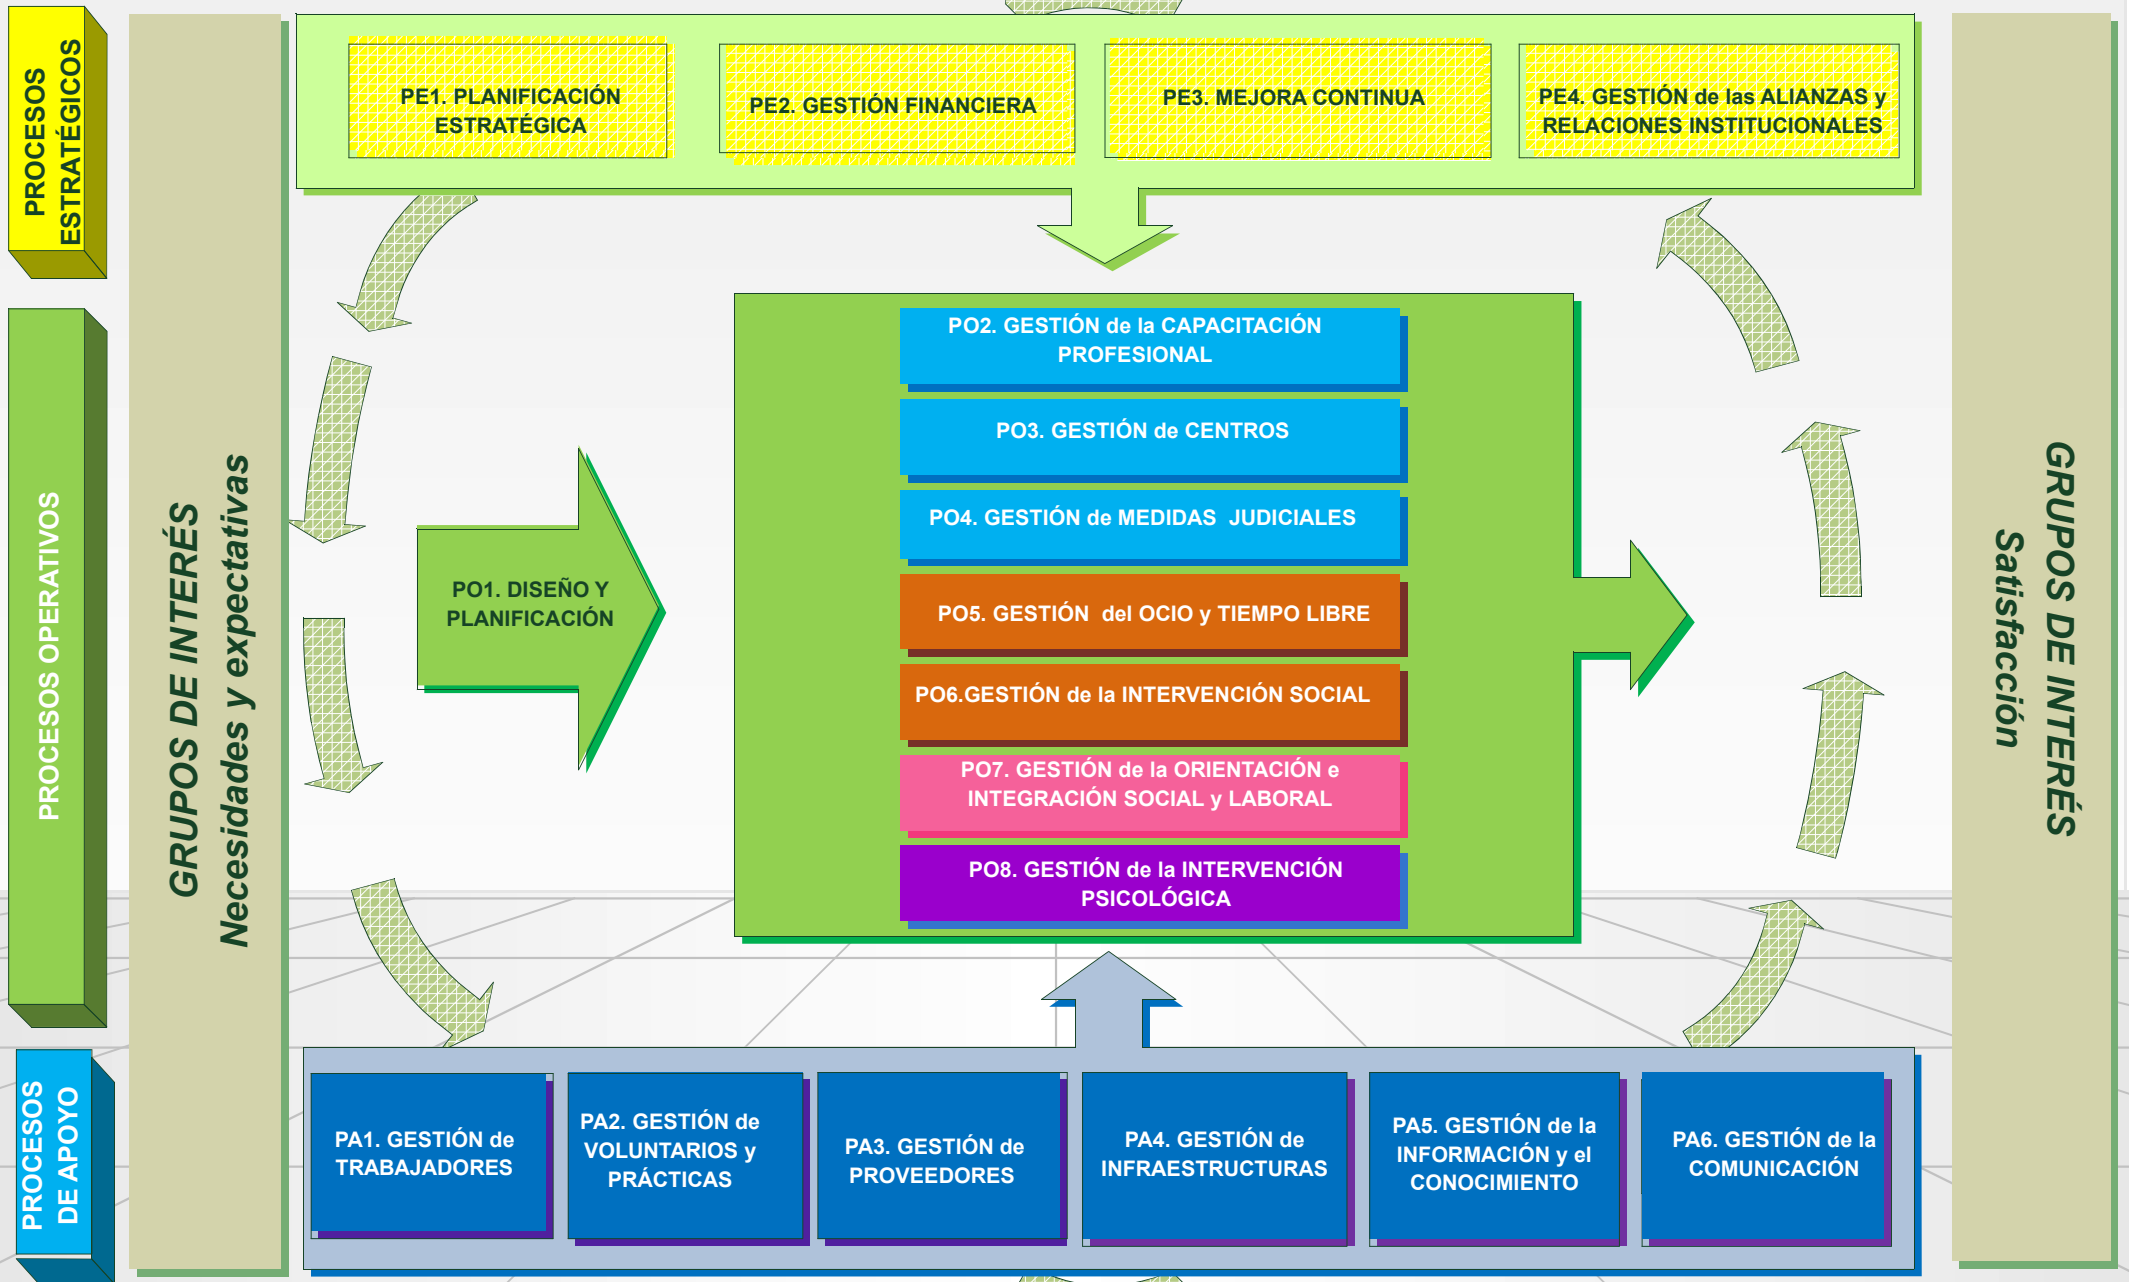 PROCESOS
ESTRATÉGICOS
PE1. PLANIFICACIÓN
ESTRATÉGICA
PE2. GESTIÓN FINANCIERA
PE3. MEJORA CONTINUA
PE4. GESTIÓN de las ALIANZAS y
RELACIONES INSTITUCIONALES
PROCESOS OPERATIVOS
GRUPOS DE INTERÉS
Necesidades y expectativas
PO1. DISEÑO Y
PLANIFICACIÓN
PO2. GESTIÓN de la CAPACITACIÓN
PROFESIONAL
PO3. GESTIÓN de CENTROS
PO4. GESTIÓN de MEDIDAS  JUDICIALES
PO5. GESTIÓN  del OCIO y TIEMPO LIBRE
PO6.GESTIÓN de la INTERVENCIÓN SOCIAL
PO7. GESTIÓN de la ORIENTACIÓN e
INTEGRACIÓN SOCIAL y LABORAL
PO8. GESTIÓN de la INTERVENCIÓN
PSICOLÓGICA
GRUPOS DE INTERÉS
Satisfacción
PROCESOS
DE APOYO
PA1. GESTIÓN de
TRABAJADORES
PA2. GESTIÓN de
VOLUNTARIOS y
PRÁCTICAS
PA3. GESTIÓN de
PROVEEDORES
PA4. GESTIÓN de
INFRAESTRUCTURAS
PA5. GESTIÓN de la
INFORMACIÓN y el
CONOCIMIENTO
PA6. GESTIÓN de la
COMUNICACIÓN